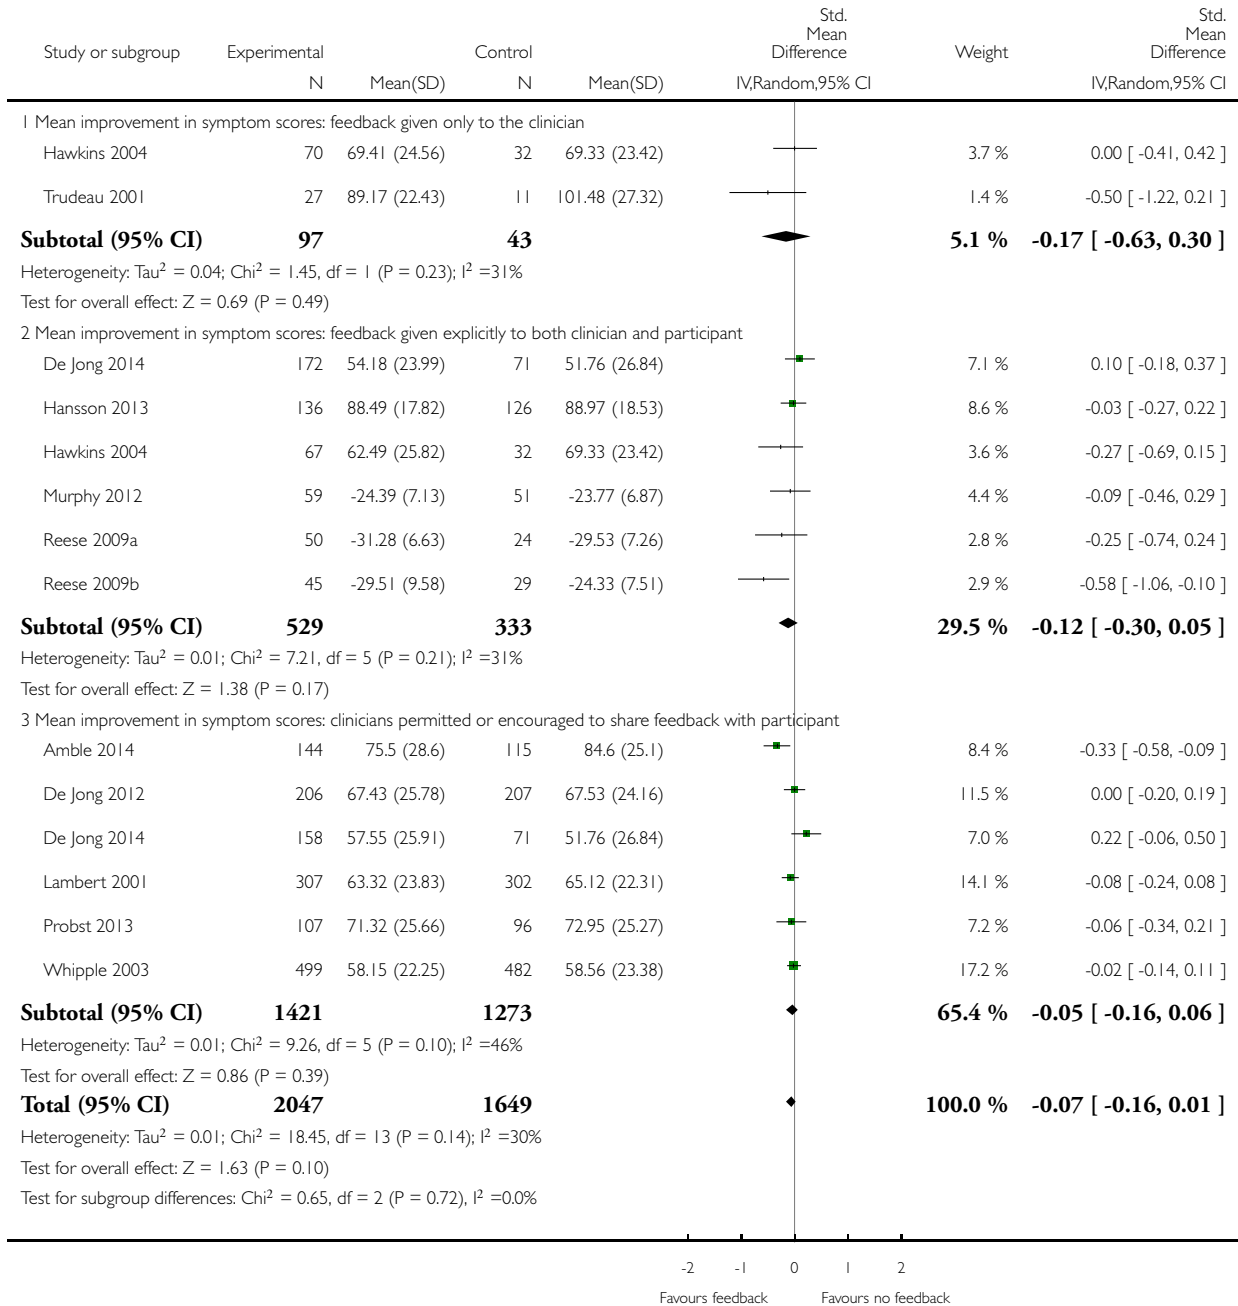 Study or subgroup Experimental Control Std. Mean Difference Weight Std. Mean Difference
N Mean(SD) N Mean(SD) IV,Random,95% CI IV,Random,95% CI
1 Mean improvement in symptom scores: feedback given only to the clinician
Hawkins 2004 70 69.41 (24.56) 32 69.33 (23.42) 3.7 % 0.00 [ -0.41, 0.42 ]
Trudeau 2001 27 89.17 (22.43) 11 101.48 (27.32) 1.4 % -0.50 [ -1.22, 0.21 ]
Subtotal (95% CI) 97 43 5.1 % -0.17 [ -0.63, 0.30 ]
Heterogeneity: Tau² = 0.04; Chi² = 1.45, df = 1 (P = 0.23); I² =31%
Test for overall effect: Z = 0.69 (P = 0.49)
2 Mean improvement in symptom scores: feedback given explicitly to both clinician and participant
De Jong 2014 172 54.18 (23.99) 71 51.76 (26.84) 7.1 % 0.10 [ -0.18, 0.37 ]
Hansson 2013 136 88.49 (17.82) 126 88.97 (18.53) 8.6 % -0.03 [ -0.27, 0.22 ]
Hawkins 2004 67 62.49 (25.82) 32 69.33 (23.42) 3.6 % -0.27 [ -0.69, 0.15 ]
Murphy 2012 59 -24.39 (7.13) 51 -23.77 (6.87) 4.4 % -0.09 [ -0.46, 0.29 ]
Reese 2009a 50 -31.28 (6.63) 24 -29.53 (7.26) 2.8 % -0.25 [ -0.74, 0.24 ]
Reese 2009b 45 -29.51 (9.58) 29 -24.33 (7.51) 2.9 % -0.58 [ -1.06, -0.10 ]
Subtotal (95% CI) 529 333 29.5 % -0.12 [ -0.30, 0.05 ]
Heterogeneity: Tau² = 0.01; Chi² = 7.21, df = 5 (P = 0.21); I² =31%
Test for overall effect: Z = 1.38 (P = 0.17)
3 Mean improvement in symptom scores: clinicians permitted or encouraged to share feedback with participant
Amble 2014 144 75.5 (28.6) 115 84.6 (25.1) 8.4 % -0.33 [ -0.58, -0.09 ]
De Jong 2012 206 67.43 (25.78) 207 67.53 (24.16) 11.5 % 0.00 [ -0.20, 0.19 ]
De Jong 2014 158 57.55 (25.91) 71 51.76 (26.84) 7.0 % 0.22 [ -0.06, 0.50 ]
Lambert 2001 307 63.32 (23.83) 302 65.12 (22.31) 14.1 % -0.08 [ -0.24, 0.08 ]
Probst 2013 107 71.32 (25.66) 96 72.95 (25.27) 7.2 % -0.06 [ -0.34, 0.21 ]
Whipple 2003 499 58.15 (22.25) 482 58.56 (23.38) 17.2 % -0.02 [ -0.14, 0.11 ]
Subtotal (95% CI) 1421 1273 65.4 % -0.05 [ -0.16, 0.06 ]
Heterogeneity: Tau² = 0.01; Chi² = 9.26, df = 5 (P = 0.10); I² =46%
Test for overall effect: Z = 0.86 (P = 0.39)
Total (95% CI) 2047 1649 100.0 % -0.07 [ -0.16, 0.01 ]
Heterogeneity: Tau² = 0.01; Chi² = 18.45, df = 13 (P = 0.14); I² =30%
Test for overall effect: Z = 1.63 (P = 0.10)
Test for subgroup differences: Chi² = 0.65, df = 2 (P = 0.72), I² =0.0%
-2 -1 0 1 2
Favours feedback Favours no feedback